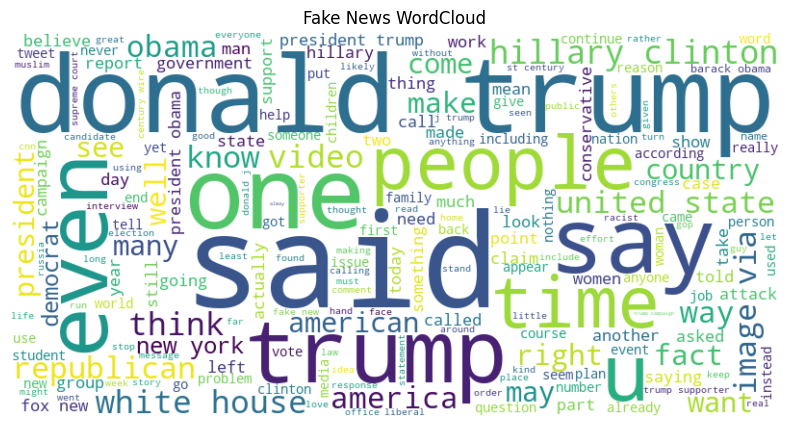 Fake News WordCloud
believe
great
everyone
obama
man
president trump
work
hillary clinton
continue
rather
word
tweet
never
hillary
come
reason
muslim
report
government
support
put
likely
without
thing
mean
st century
barack obama
supreme court
century wire
though
donald trump
candidate
help
children
call
give
j trump
public
others
given
make
made
seen
anything
turn
name
good
state
someone
two
including
conservative
nation
show
really
yet
president obama
according
cnn
using
see
know
video
people
country
congress
campaign
day
well
one
family
much
case
interview
donald j
supporter
united state
president
end
tell
got
thought
read
need
home
lie
look
nothing
came
gop
person
let
even
democrat
election
many
said
say
first
back
racist
effort
guy
russia
long
year
still
actually
least
found
today
something
point
claim
woman
take
used
via
run
world
going
making
issue
calling
must
comment
stand
appear
include
women
anyone
told
image via
life
use
far
fake new
time
job
attack
way
student
stop
message
think
american
called
hand
face
around
little
trump campaign
might
republican
new york
trump
another
course
asked
instead
new
group
week
story
problem
left
vote
media
law
statement
right
event
u
fact
idea
kind
seem
plan
saying
fox new
went
go
clinton
response
love
order
place
may
number
trump supporter
keep
real
white house
america
office liberal
question
part
already
want